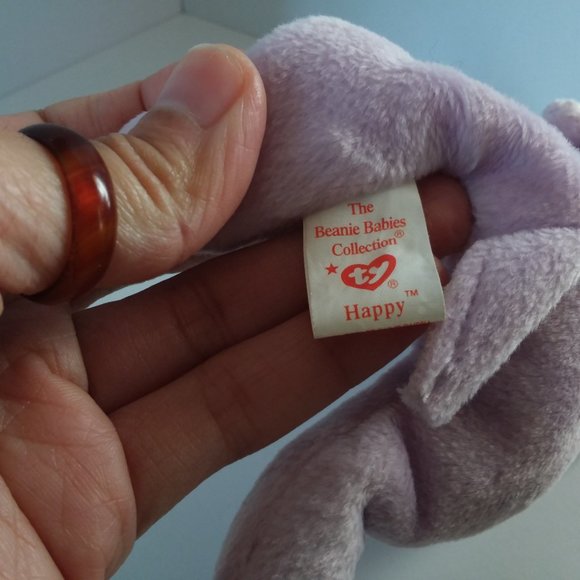 The
Beanie Babies
Collection®
ty®
Happy™